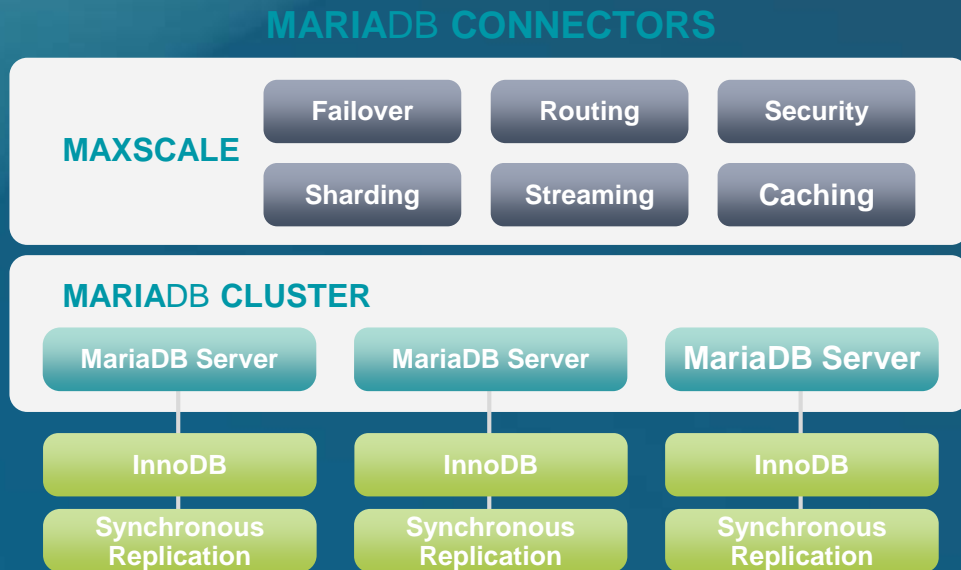 MARIADB CONNECTORS
Failover Routing Security
MAXSCALE
Sharding Streaming Caching
MARIADB CLUSTER
MariaDB Server MariaDB Server MariaDB Server
InnoDB InnoDB InnoDB
Synchronous Synchronous Synchronous
Replication Replication Replication